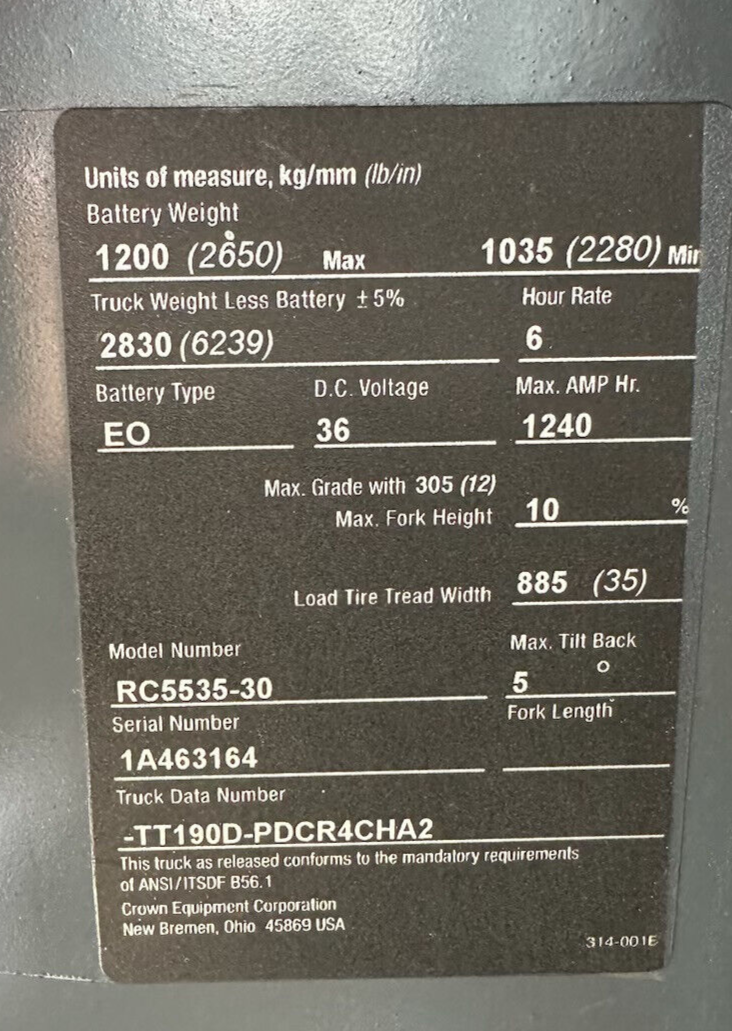 Units of measure, kg/mm (lb/in)
Battery Weight
1200 (2650) Max 1035 (2280) Min
Truck Weight Less Battery ±5% Hour Rate
2830 (6239) 6
Battery Type D.C. Voltage Max. AMP Hr.
EO 36 1240
Max. Grade with 305 (12)
Max. Fork Height 10 %
Load Tire Tread Width 885 (35)
Model Number Max. Tilt Back
RC5535-30 5 °
Serial Number Fork Length
1A463164
Truck Data Number
-TT190D-PDCR4CHA2
This truck as released conforms to the mandatory requirements
of ANSI/ITSDF B56.1
Crown Equipment Corporation
New Bremen, Ohio 45869 USA
314-001E